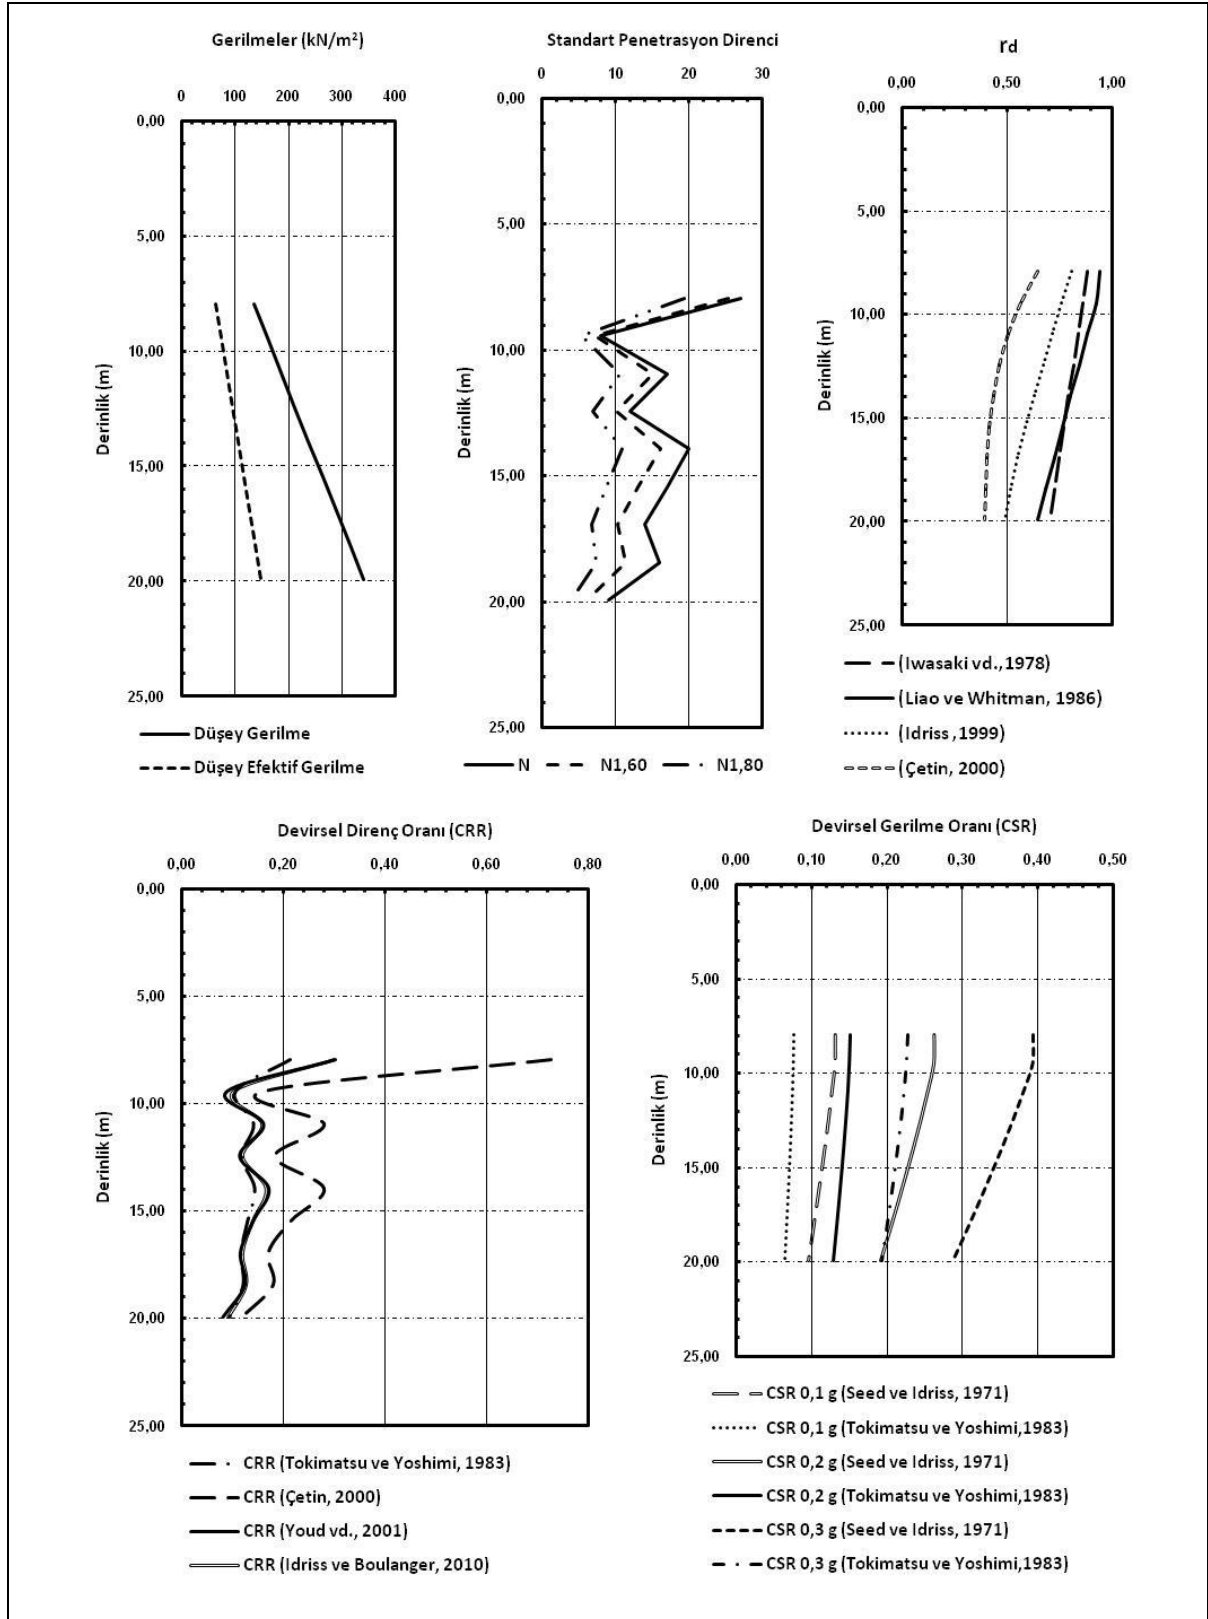 Gerilmeler (kN/m²)
0 100 200 300 400
0,00
5,00
10,00
15,00
20,00
25,00
Derinlik (m)
Düşey Gerilme
Düşey Efektif Gerilme
Standart Penetrasyon Direnci
0 10 20 30
0,00
5,00
10,00
15,00
20,00
25,00
Derinlik (m)
N N1,60 N1,80
rd
0,00 0,50 1,00
0,00
5,00
10,00
15,00
20,00
25,00
Derinlik (m)
(Iwasaki vd.,1978)
(Liao ve Whitman, 1986)
(Idriss ,1999)
(Çetin, 2000)
Devirsel Direnç Oranı (CRR)
0,00 0,20 0,40 0,60 0,80
0,00
5,00
10,00
15,00
20,00
25,00
Derinlik (m)
CRR (Tokimatsu ve Yoshimi, 1983)
CRR (Çetin, 2000)
CRR (Youd vd., 2001)
CRR (Idriss ve Boulanger, 2010)
Devirsel Gerilme Oranı (CSR)
0,00 0,10 0,20 0,30 0,40 0,50
0,00
5,00
10,00
15,00
20,00
25,00
Derinlik (m)
CSR 0,1 g (Seed ve Idriss, 1971)
CSR 0,1 g (Tokimatsu ve Yoshimi,1983)
CSR 0,2 g (Seed ve Idriss, 1971)
CSR 0,2 g (Tokimatsu ve Yoshimi,1983)
CSR 0,3 g (Seed ve Idriss, 1971)
CSR 0,3 g (Tokimatsu ve Yoshimi,1983)